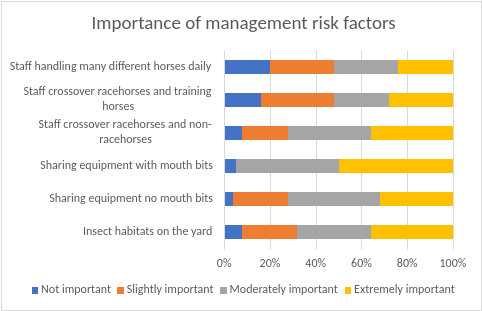 Importance of management risk factors
Staff handling many different horses daily
Staff crossover racehorses and training
horses
Staff crossover racehorses and non-
racehorses
Sharing equipment with mouth bits
Sharing equipment no mouth bits
Insect habitats on the yard
0% 20% 40% 60% 80% 100%
Not important Slightly important Moderately important Extremely important